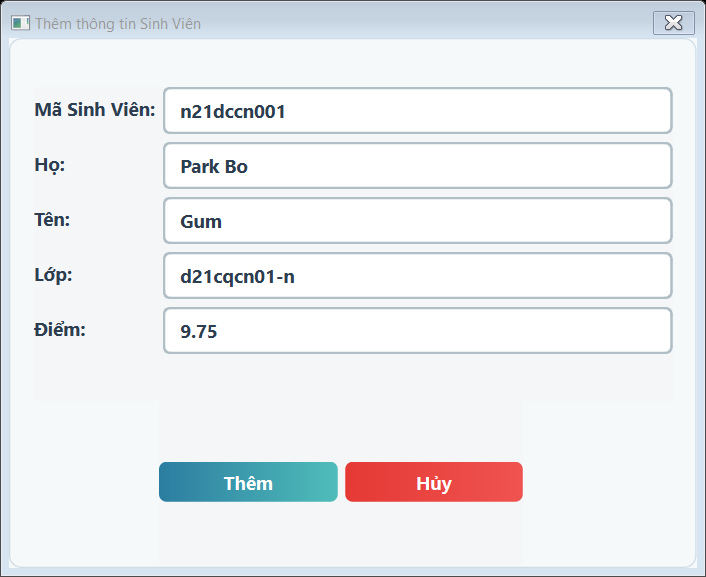 Thêm thông tin Sinh Viên
Mã Sinh Viên: n21dccn001
Họ: Park Bo
Tên: Gum
Lớp: d21cqcn01-n
Điểm: 9.75
Thêm Hủy